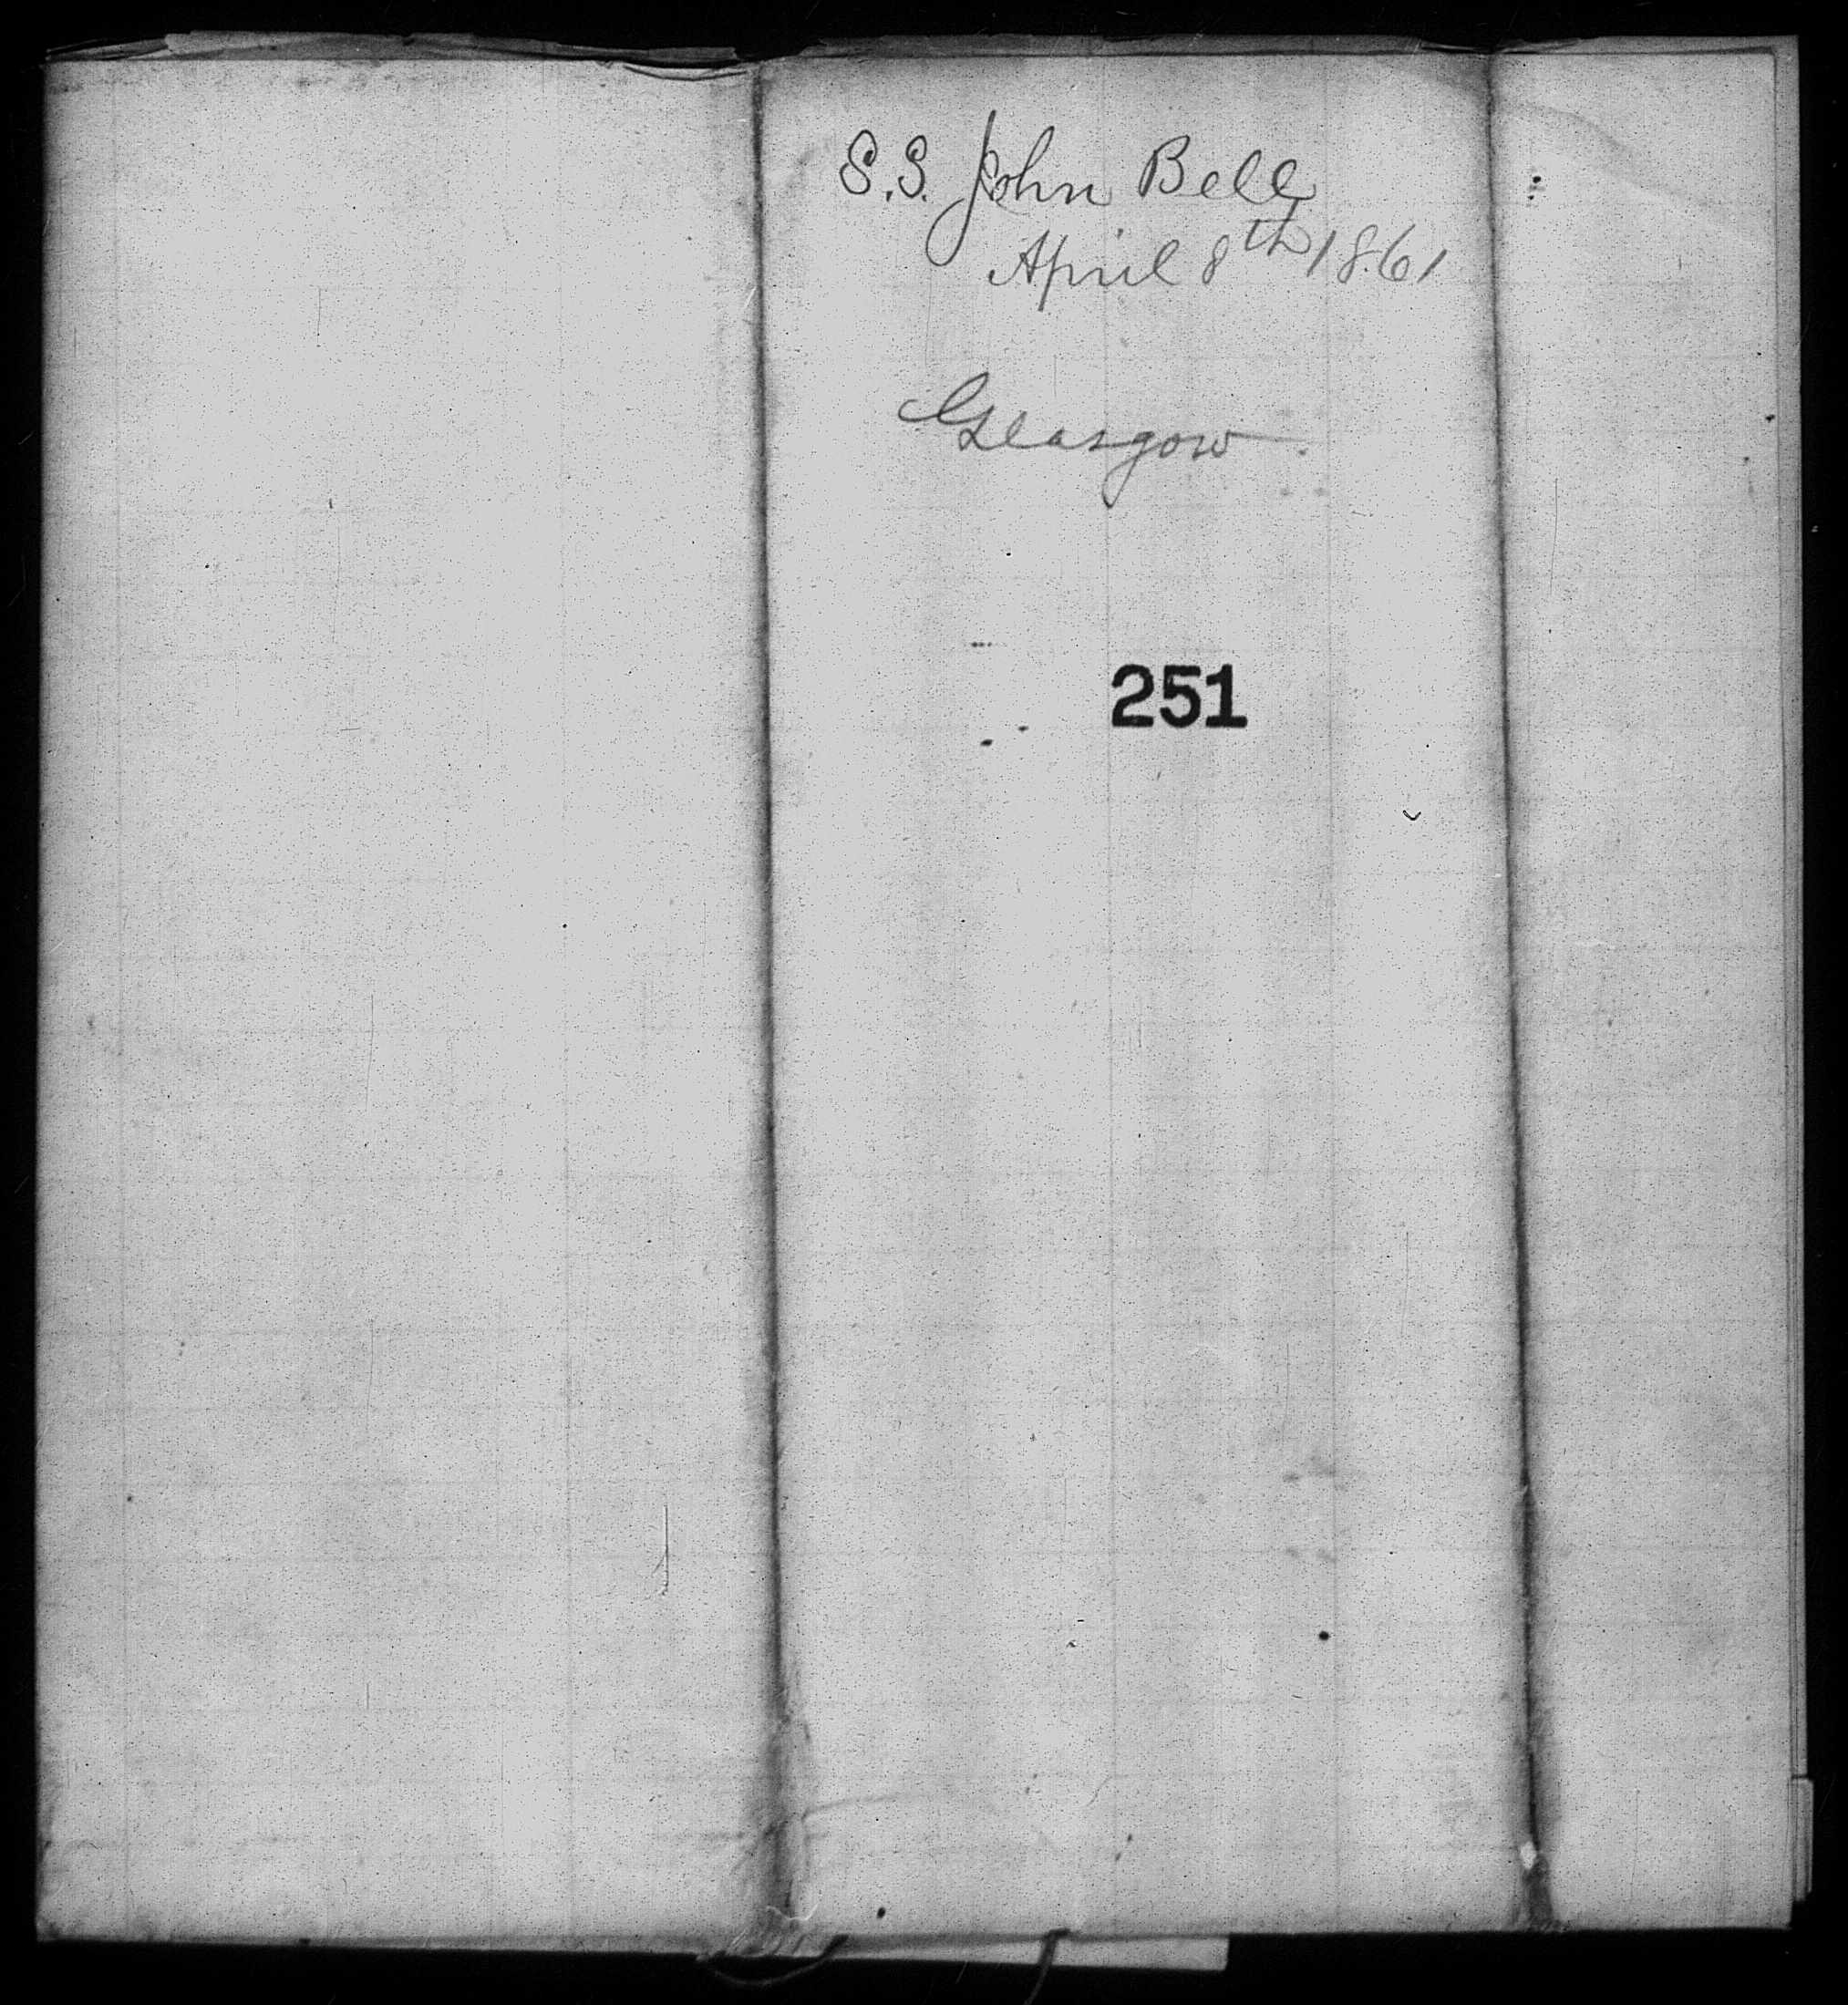 S.S. John Bell
April 8th 1861
Glasgow.
251